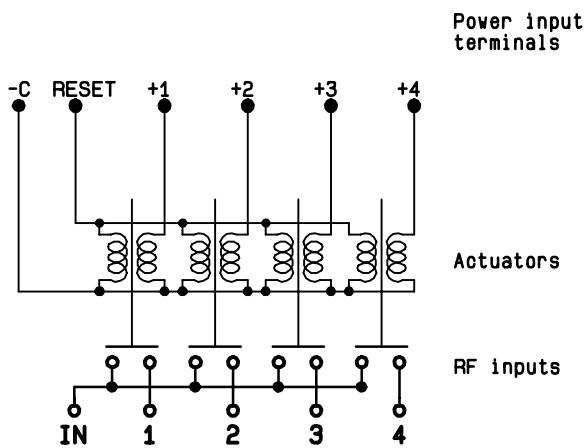 Power input
terminals
-C RESET +1 +2 +3 +4
Actuators
RF inputs
IN 1 2 3 4